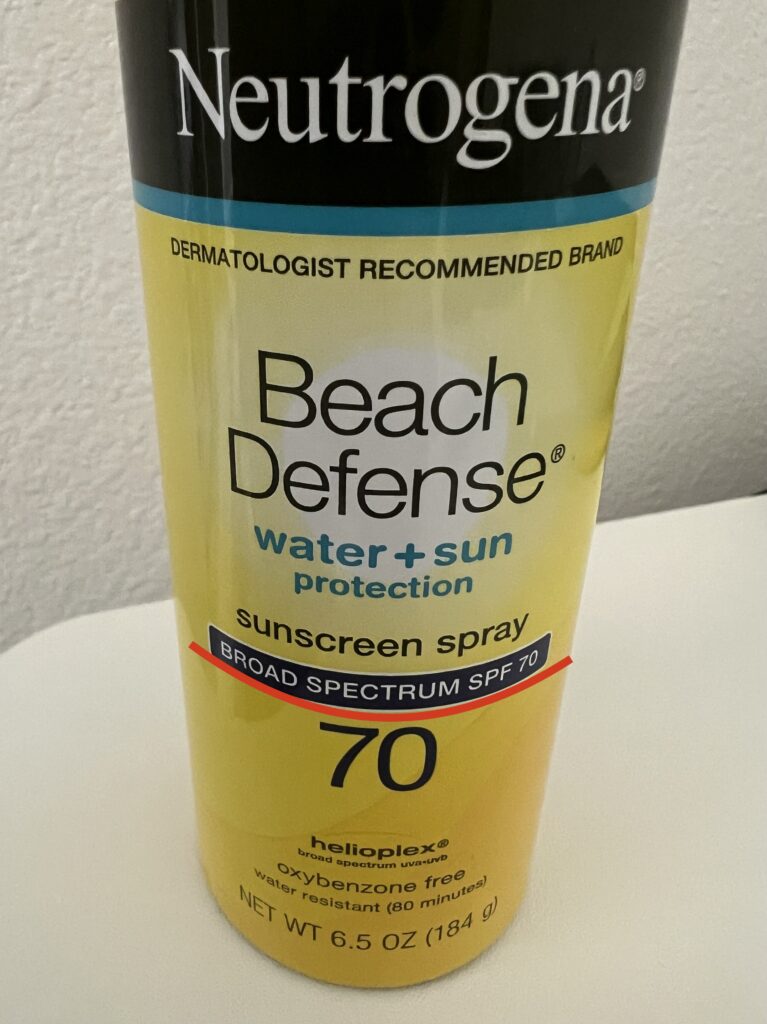 Neutrogena®
DERMATOLOGIST RECOMMENDED BRAND
Beach
Defense®
water + sun
protection
sunscreen spray
BROAD SPECTRUM SPF 70
70
helioplex®
broad spectrum uva•uvb
oxybenzone free
water resistant (80 minutes)
NET WT 6.5 OZ (184 g)